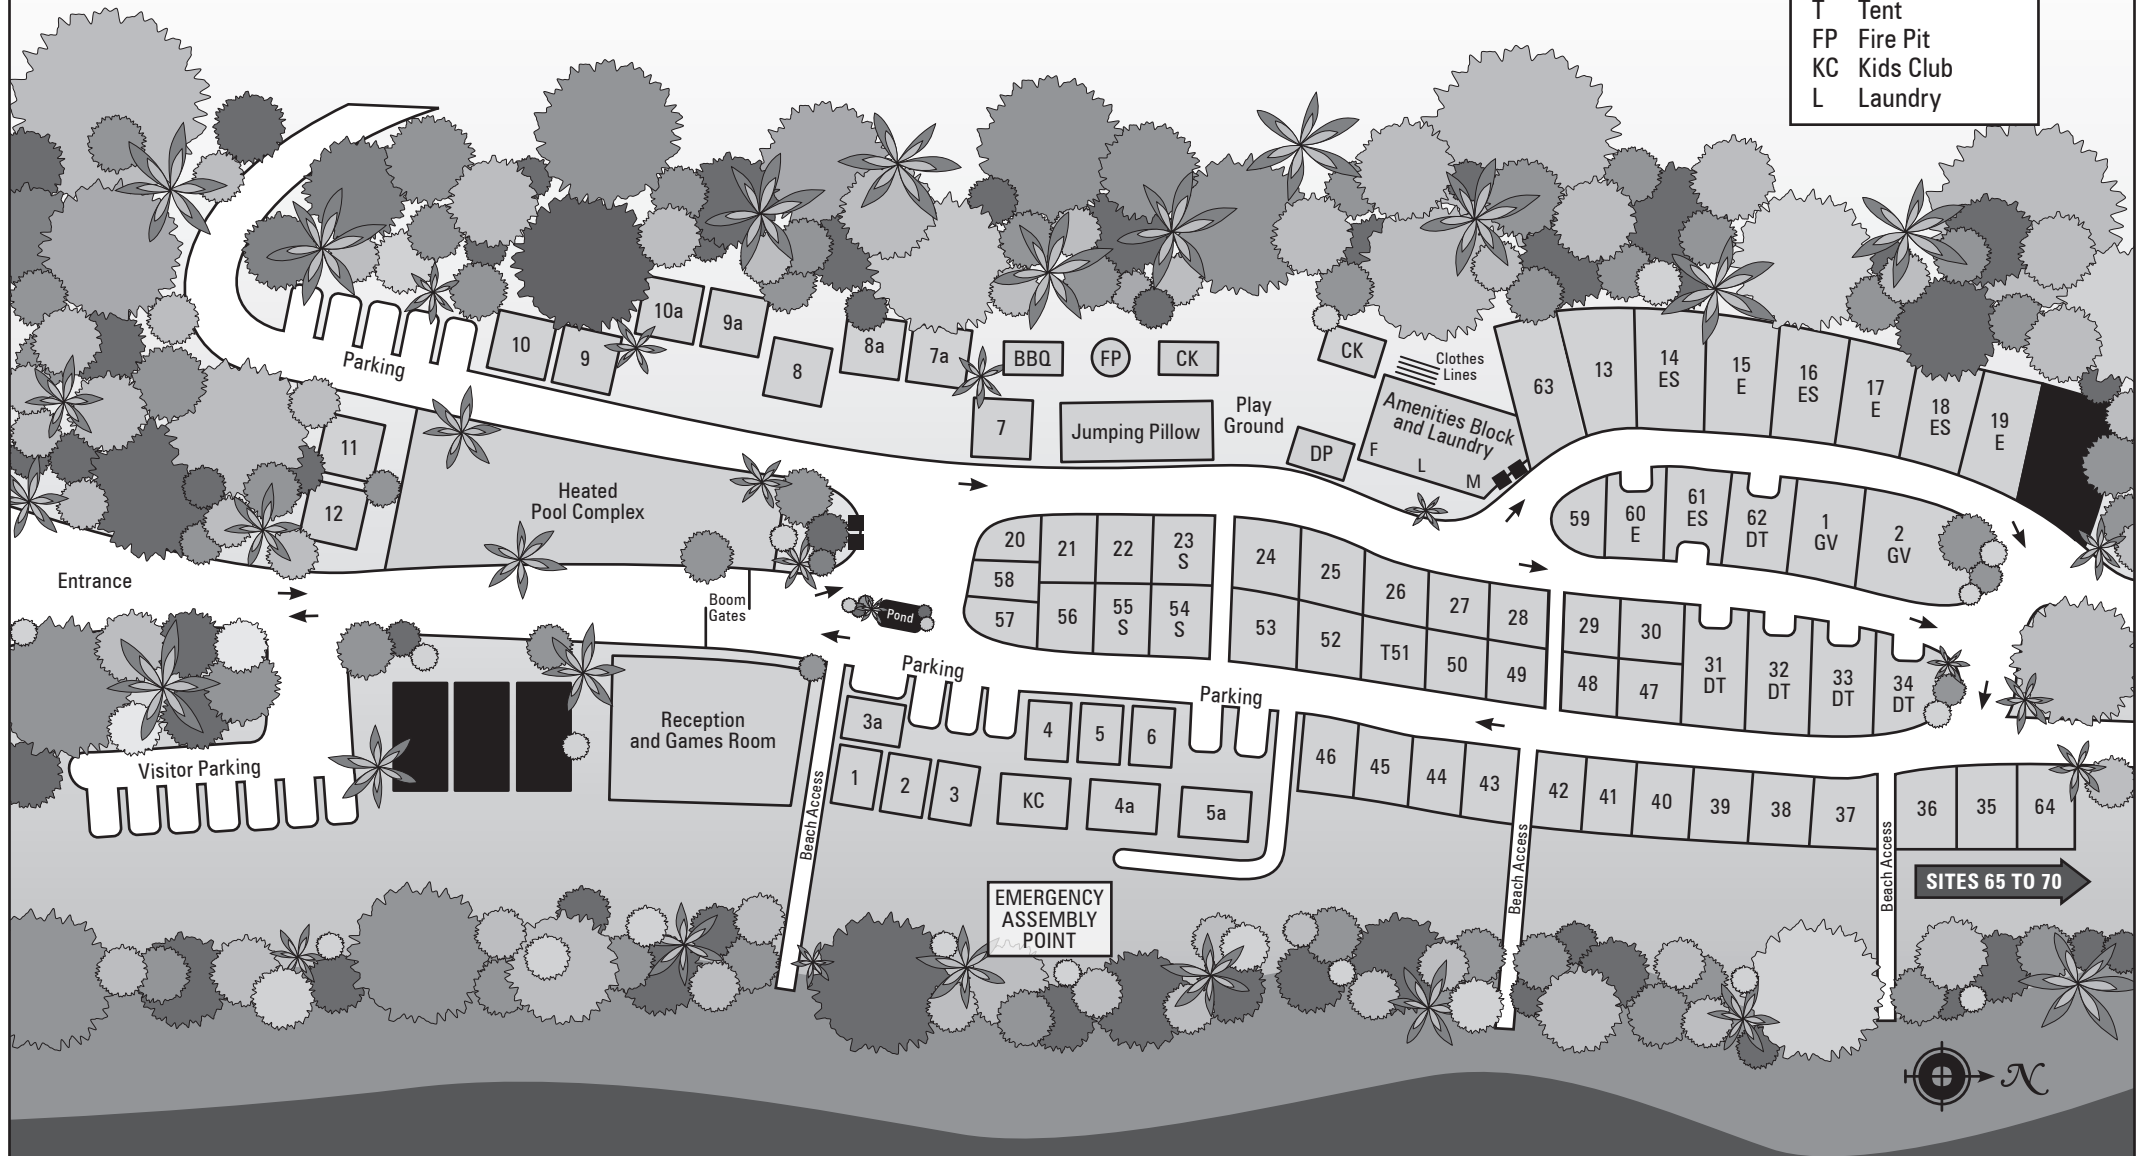 T Tent
FP Fire Pit
KC Kids Club
L Laundry
10a
9a
10
9
8
8a
7a
BBQ
FP
CK
CK
Clothes
Lines
Parking
7
Jumping Pillow
Play
Ground
DP
Amenities Block
and Laundry
F
L
M
63
13
14
ES
15
E
16
ES
17
E
18
ES
19
E
11
12
Heated
Pool Complex
59
60
E
61
ES
62
DT
1
GV
2
GV
Entrance
Boom
Gates
Pond
20
21
22
23
S
58
57
56
55
S
54
S
24
25
26
27
28
53
52
T51
50
49
29
30
48
47
31
DT
32
DT
33
DT
34
DT
Parking
Parking
Reception
and Games Room
Visitor Parking
3a
4
5
6
1
2
3
KC
4a
5a
46
45
44
43
42
41
40
39
38
37
36
35
64
Beach Access
Beach Access
Beach Access
SITES 65 TO 70
EMERGENCY
ASSEMBLY
POINT
N